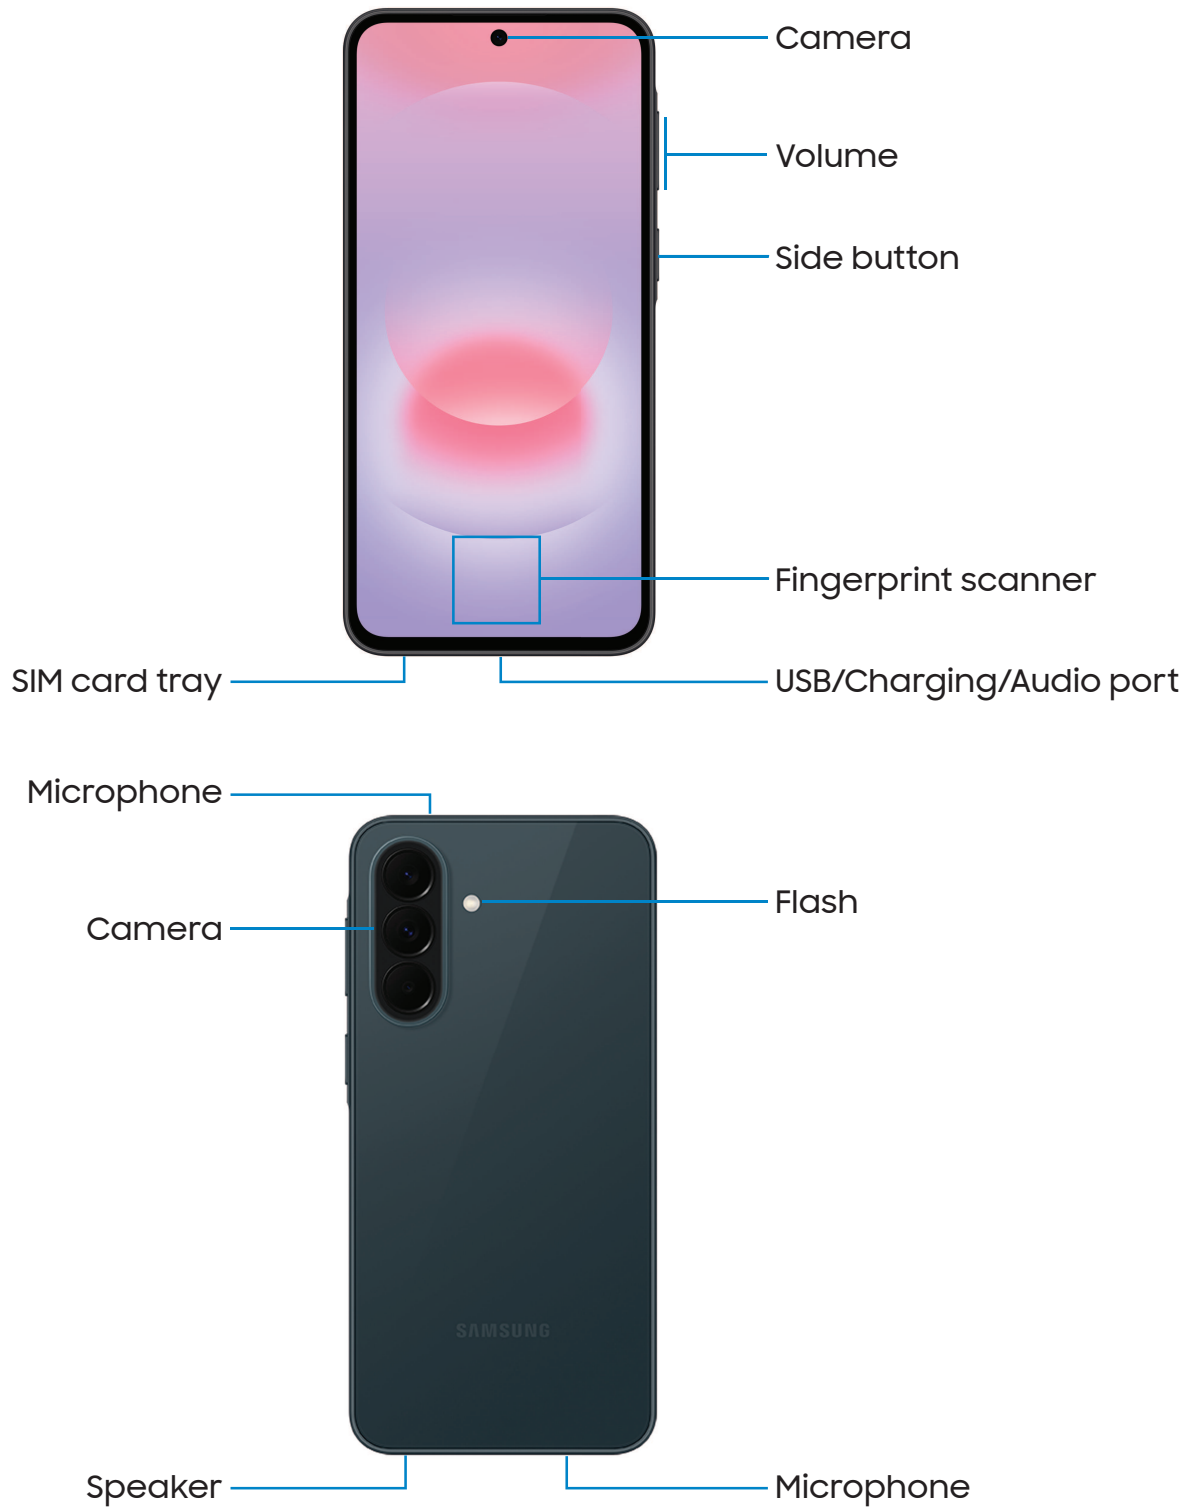 Camera
Volume
Side button
Fingerprint scanner
SIM card tray
USB/Charging/Audio port
Microphone
Flash
Camera
SAMSUNG
Speaker
Microphone